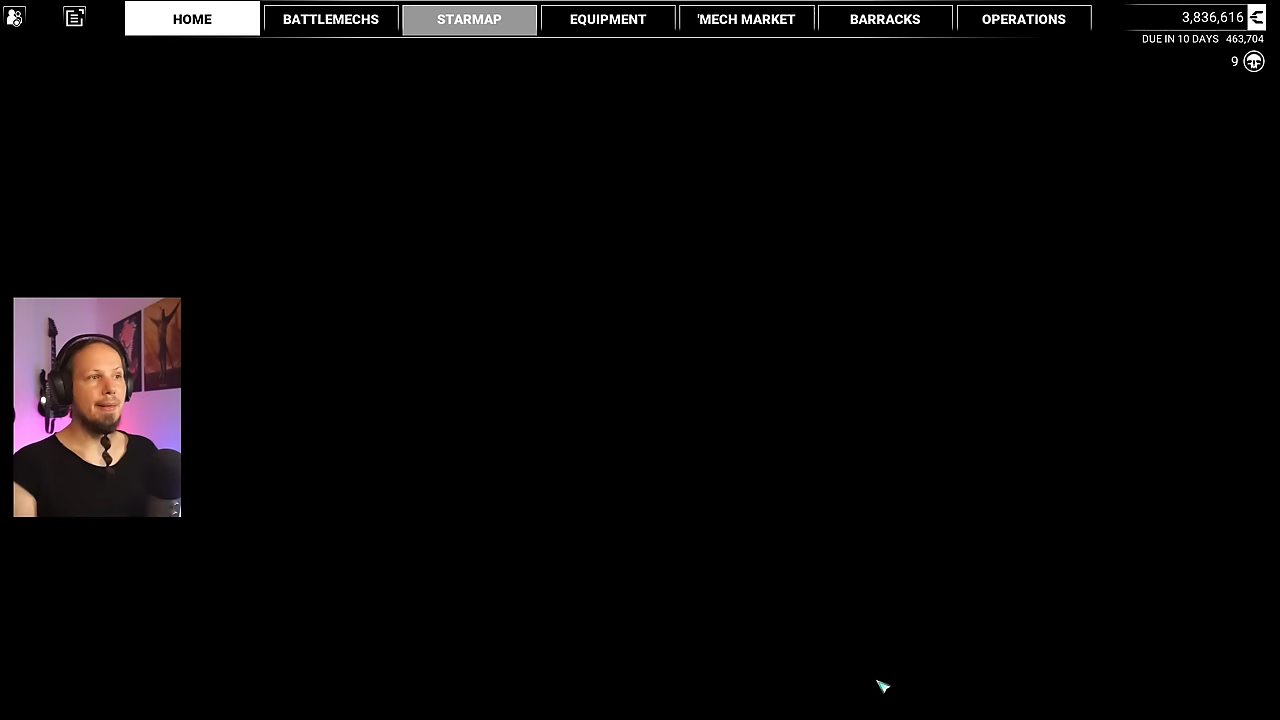 HOME BATTLEMECHS STARMAP EQUIPMENT 'MECH MARKET BARRACKS OPERATIONS 3,836,616
DUE IN 10 DAYS 463,704
9